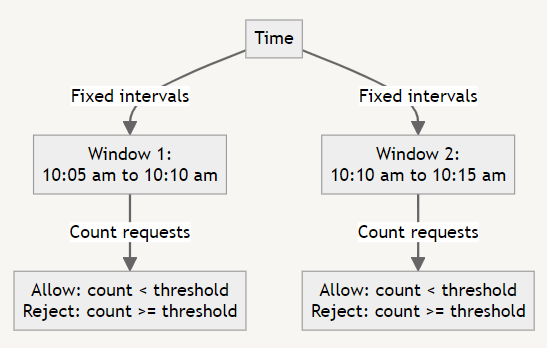 Time
Fixed intervals
Fixed intervals
Window 1:
10:05 am to 10:10 am
Window 2:
10:10 am to 10:15 am
Count requests
Count requests
Allow: count < threshold
Reject: count >= threshold
Allow: count < threshold
Reject: count >= threshold